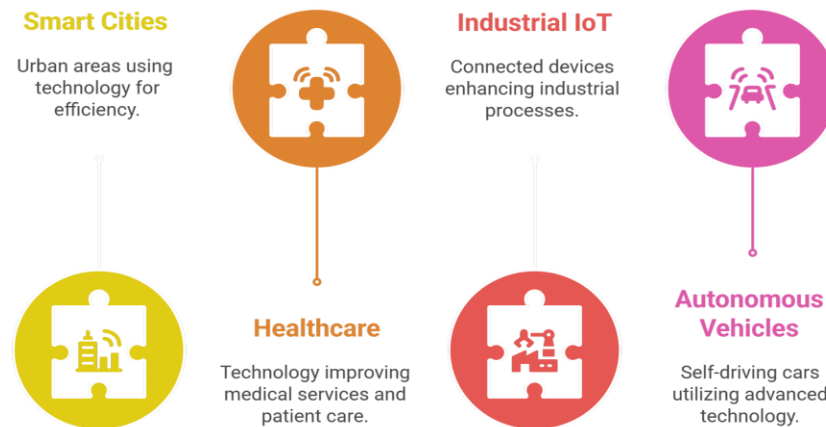 Smart Cities
Urban areas using
technology for
efficiency.
Healthcare
Technology improving
medical services and
patient care.
Industrial IoT
Connected devices
enhancing industrial
processes.
Autonomous
Vehicles
Self-driving cars
utilizing advanced
technology.